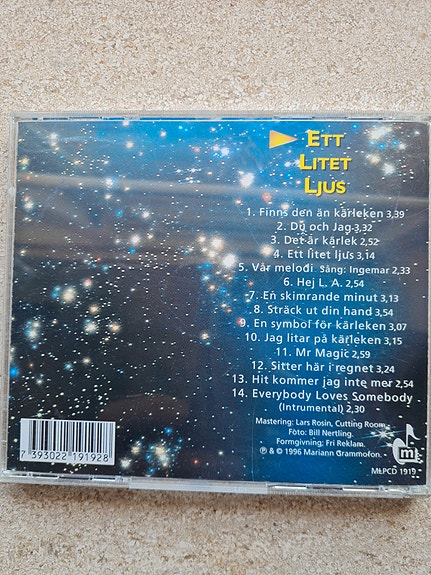 ETT
LITET
LJUS
1. Finns den än kärleken 3,39
2. Du och Jag 3,32
3. Det är kärlek 2,52
4. Ett litet ljus 3,14
5. Vår melodi Sång: Ingemar 2,33
6. Hej L. A. 2,54
7. En skimrande minut 3,13
8. Sträck ut din hand 3,54
9. En symbol för kärleken 3,07
10. Jag litar på kärleken 3,15
11. Mr Magic 2,59
12. Sitter här i regnet 3,24
13. Hit kommer jag inte mer 2,54
14. Everybody Loves Somebody
(Intrumental) 2,30
Mastering: Lars Rosin, Cutting Room.
Foto: Bill Nertling.
Formgivning: Fri Reklam.
℗ & © 1996 Mariann Grammofon.
m
MLPCD 1919
7 393022 191928